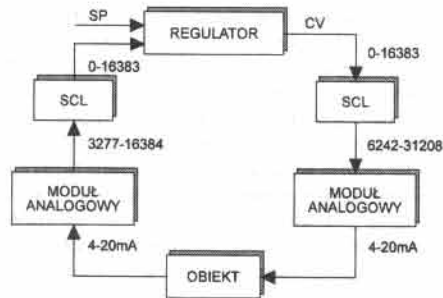 SP
REGULATOR
CV
0-16383
0-16383
SCL
SCL
3277-16384
6242-31208
MODUŁ
ANALOGOWY
MODUŁ
ANALOGOWY
4-20mA
4-20mA
OBIEKT